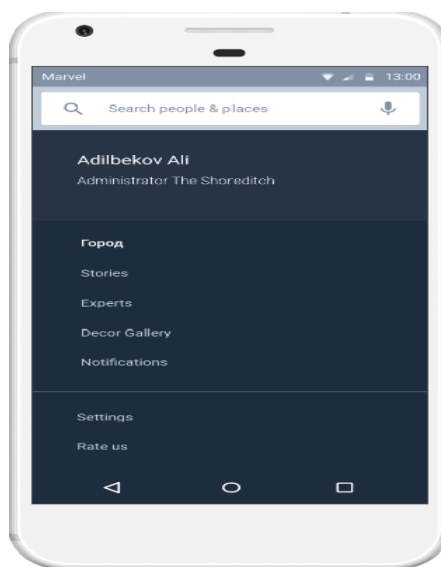 Marvel 13:00
Search people & places
Adilbekov Ali
Administrator The Shoreditch
Город
Stories
Experts
Decor Gallery
Notifications
Settings
Rate us